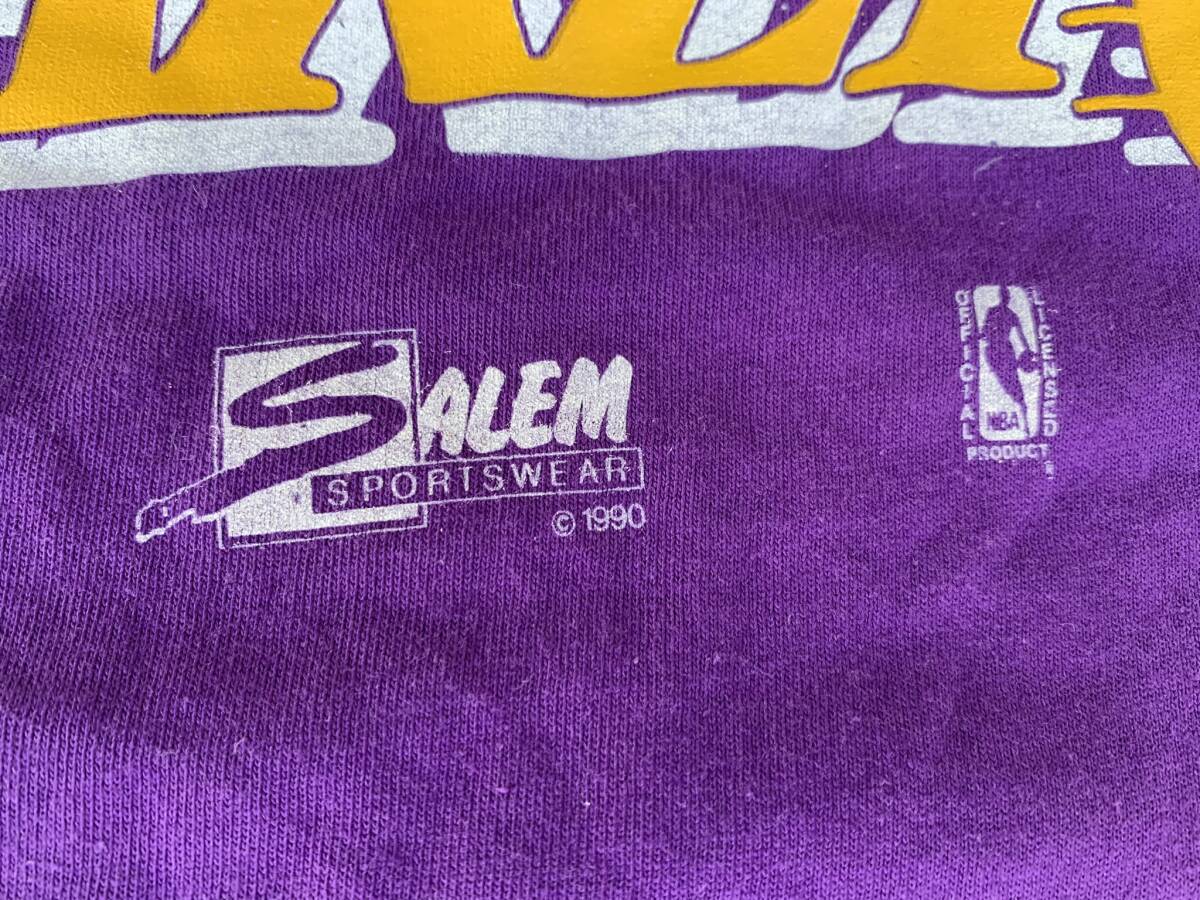 SALEM
SPORTSWEAR
© 1990
OFFICIAL
LICENSED
NBA
PRODUCT